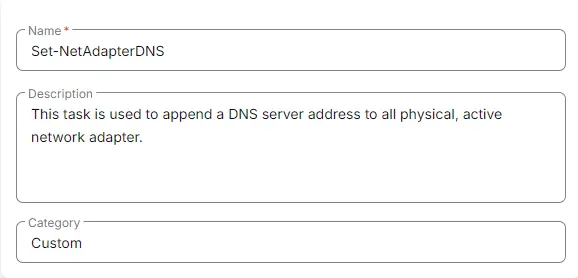 Name *
Set-NetAdapterDNS
Description
This task is used to append a DNS server address to all physical, active
network adapter.
Category
Custom